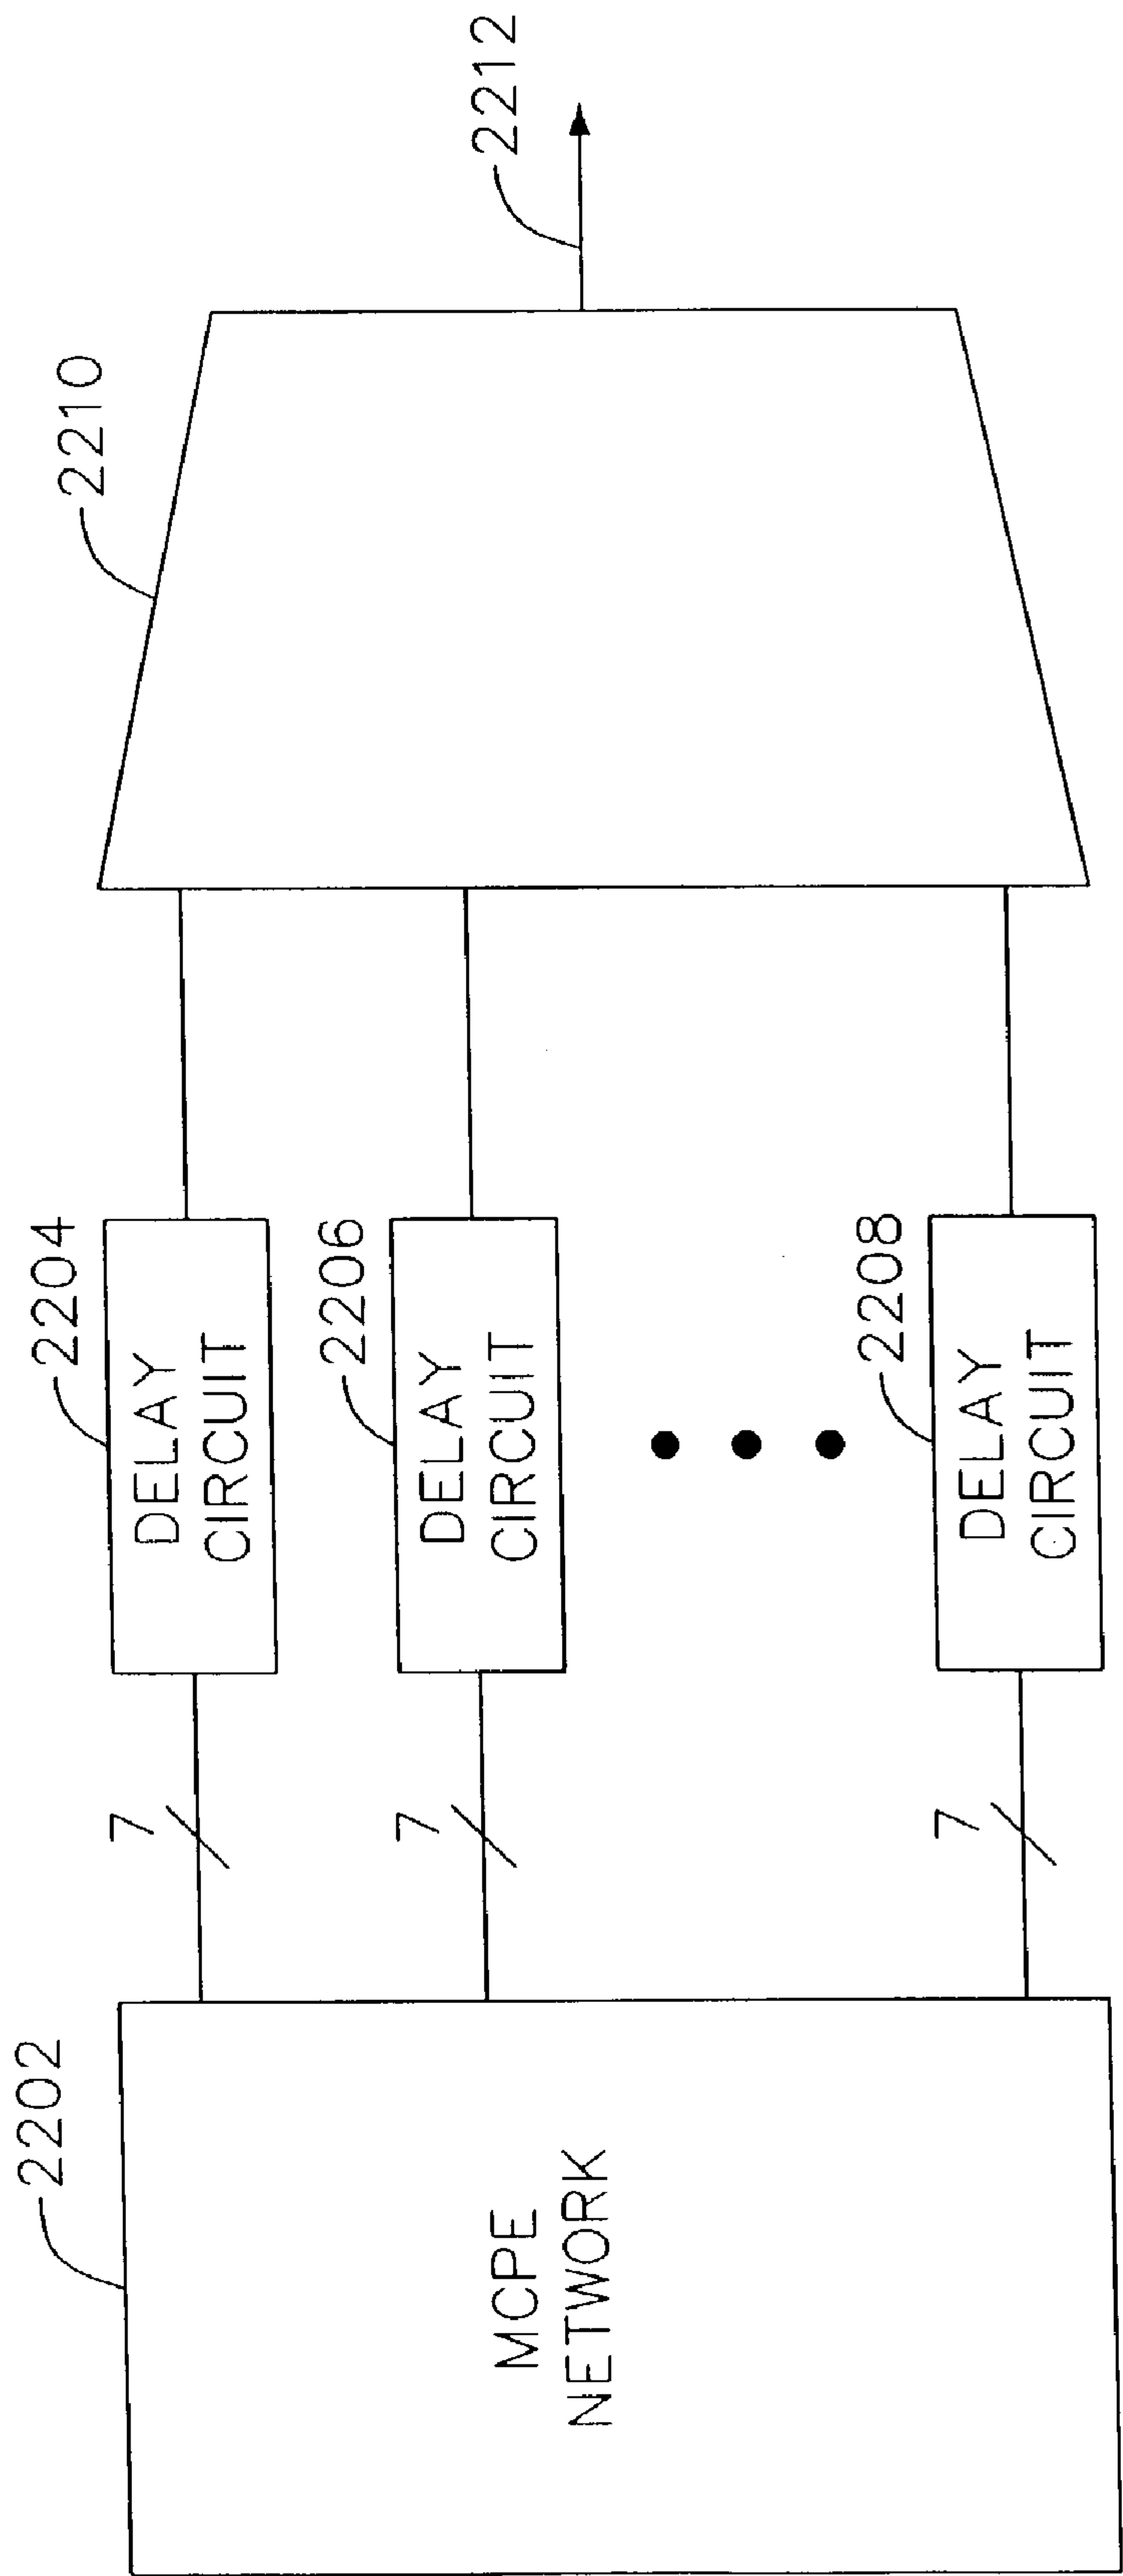 2202
MCPE
NETWORK
7
7
7
2204
DELAY
CIRCUIT
2206
DELAY
CIRCUIT
2208
DELAY
CIRCUIT
2210
2212